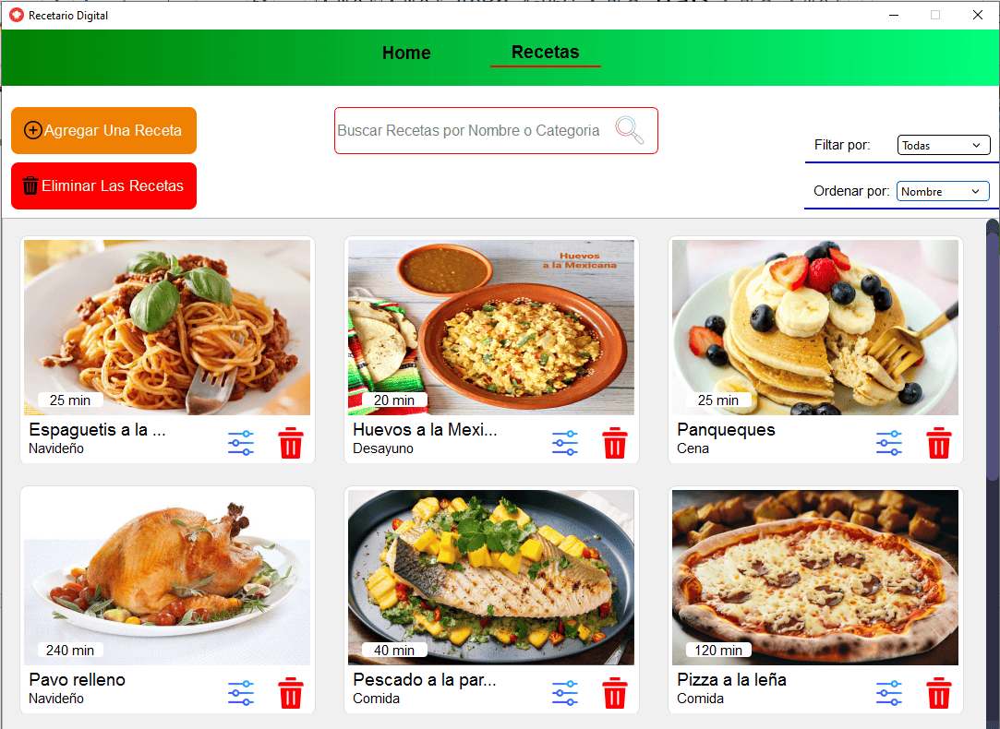 Recetario Digital
Home
Recetas
Agregar Una Receta
Buscar Recetas por Nombre o Categoria
Filtar por:
Todas
Eliminar Las Recetas
Ordenar por:
Nombre
Huevos
a la Mexicana
25 min
20 min
25 min
Espaguetis a la ...
Navideño
Huevos a la Mexi...
Desayuno
Panqueques
Cena
240 min
40 min
120 min
Pavo relleno
Navideño
Pescado a la par...
Comida
Pizza a la leña
Comida